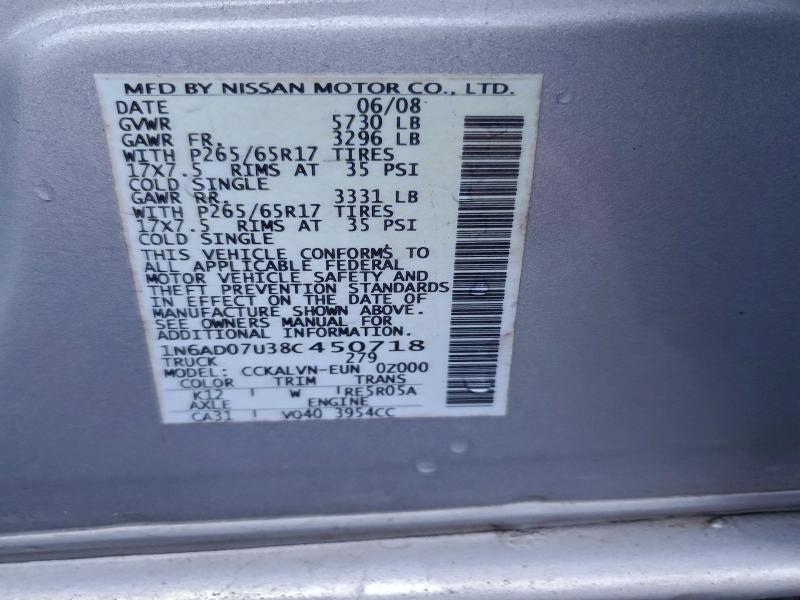 MFD BY NISSAN MOTOR CO., LTD.
DATE 06/08
GVWR 5730 LB
GAWR FR. 3296 LB
WITH P265/65R17 TIRES
17X7.5 RIMS AT 35 PSI
COLD SINGLE
GAWR RR. 3331 LB
WITH P265/65R17 TIRES
17X7.5 RIMS AT 35 PSI
COLD SINGLE
THIS VEHICLE CONFORMS TO
ALL APPLICABLE FEDERAL
MOTOR VEHICLE SAFETY AND
THEFT PREVENTION STANDARDS
IN EFFECT ON THE DATE OF
MANUFACTURE SHOWN ABOVE.
SEE OWNERS MANUAL FOR
ADDITIONAL INFORMATION.
1N6AD07U38C450718
TRUCK 279
MODEL: CCKALVN-EUN 0Z000
COLOR TRIM TRANS
K12 W RE5R05A
AXLE ENGINE
CA31 VQ40 3954CC